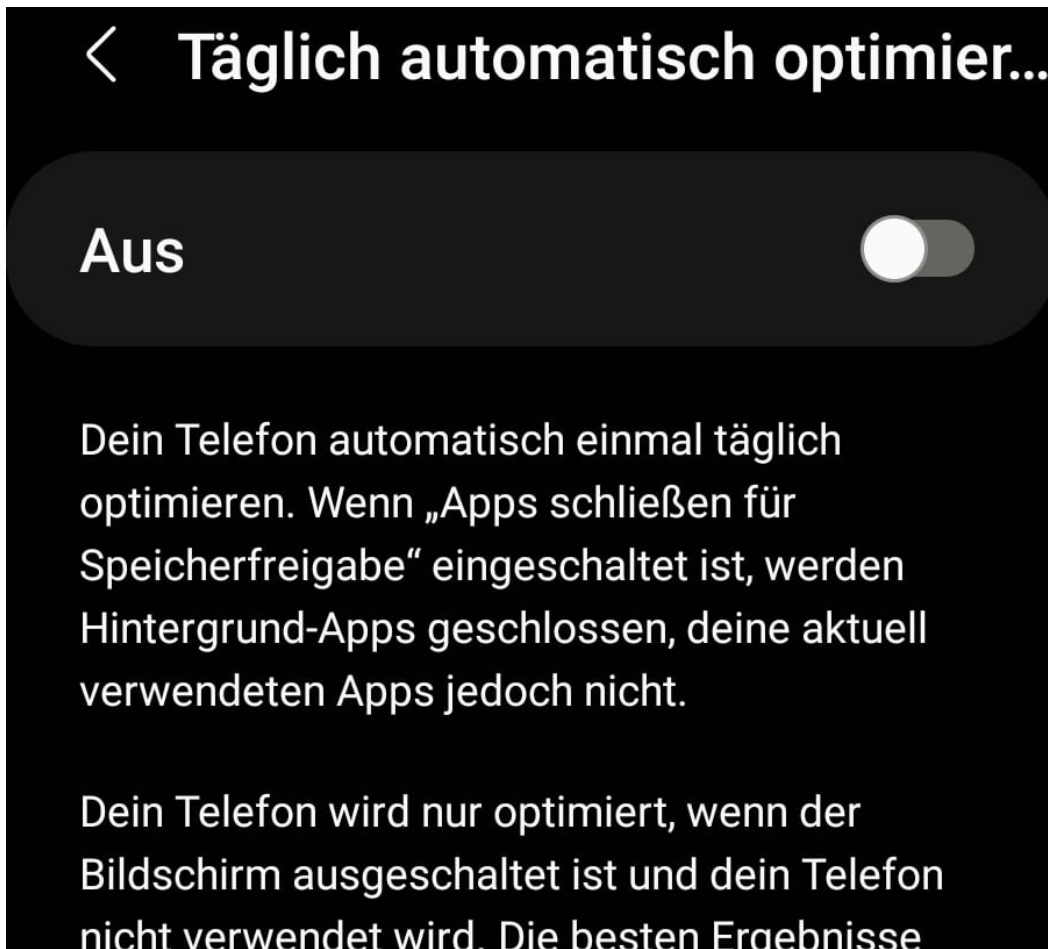 Täglich automatisch optimier...
Aus
Dein Telefon automatisch einmal täglich
optimieren. Wenn „Apps schließen für
Speicherfreigabe“ eingeschaltet ist, werden
Hintergrund-Apps geschlossen, deine aktuell
verwendeten Apps jedoch nicht.
Dein Telefon wird nur optimiert, wenn der
Bildschirm ausgeschaltet ist und dein Telefon
nicht verwendet wird. Die besten Ergebnisse